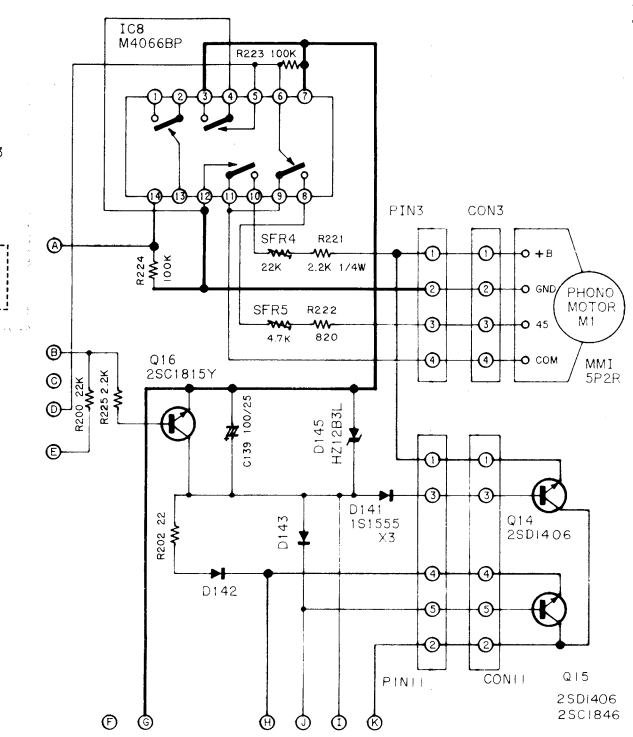 IC8
M4066BP
R223 100K
1 2 3 4 5 6 7
14 13 12 11 10 9 8
3
A
R224
100K
SFR4
22K
R221
2.2K 1/4W
SFR5
4.7K
R222
820
PIN3
CON3
1 1 +B
2 2 GND
3 3 45
4 4 COM
PHONO
MOTOR
M1
MMI
5P2R
B
C
D
E
R200 22K
R225 2.2K
Q16
2SC1815Y
C139 100/25
D145
HZ12B3L
D141
1S1555
X3
D143
R202 22
D142
1 1
3 3
4 4
5 5
2 2
Q14
2SD1406
PIN11
CON11
Q15
2SD1406
2SC1846
F G H J I K